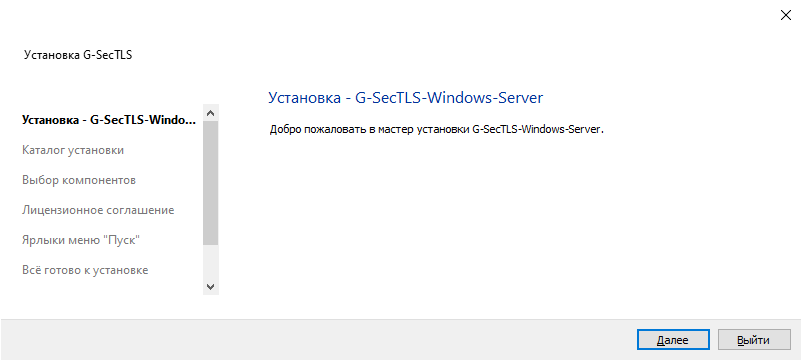 Установка G-SecTLS
Установка - G-SecTLS-Windo...
Каталог установки
Выбор компонентов
Лицензионное соглашение
Ярлыки меню "Пуск"
Всё готово к установке
Установка - G-SecTLS-Windows-Server
Добро пожаловать в мастер установки G-SecTLS-Windows-Server.
Далее
Выйти